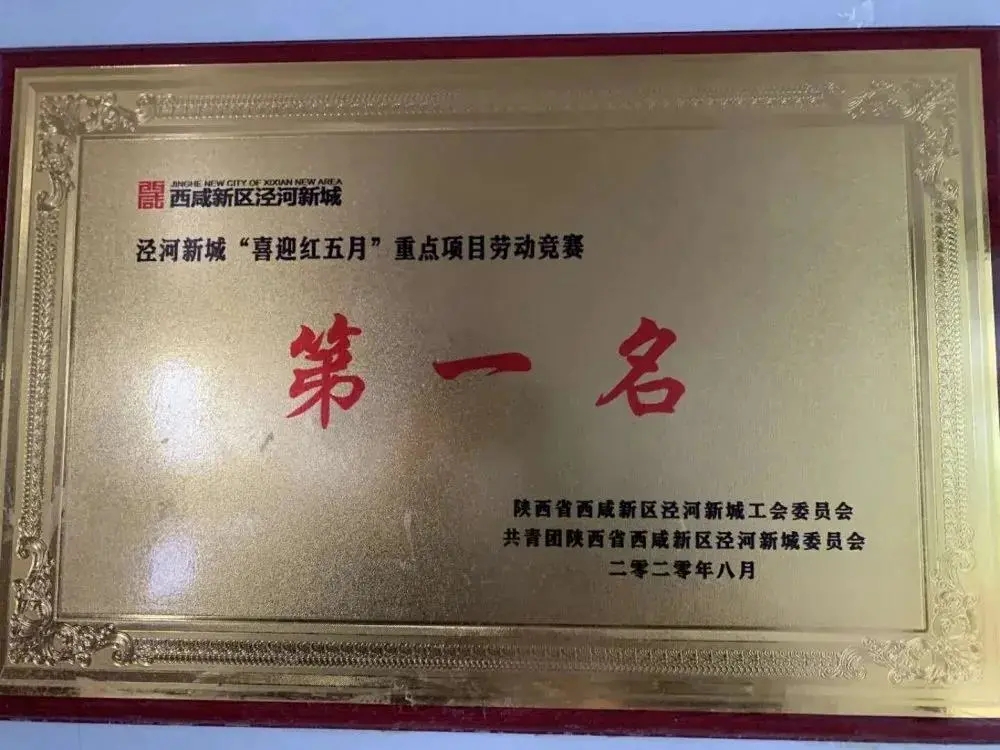 JINGHE NEW CITY OF XIXIAN NEW AREA
西咸 西咸新区泾河新城
泾河新城“喜迎红五月”重点项目劳动竞赛
第一名
陕西省西咸新区泾河新城工会委员会
共青团陕西省西咸新区泾河新城委员会
二零二零年八月